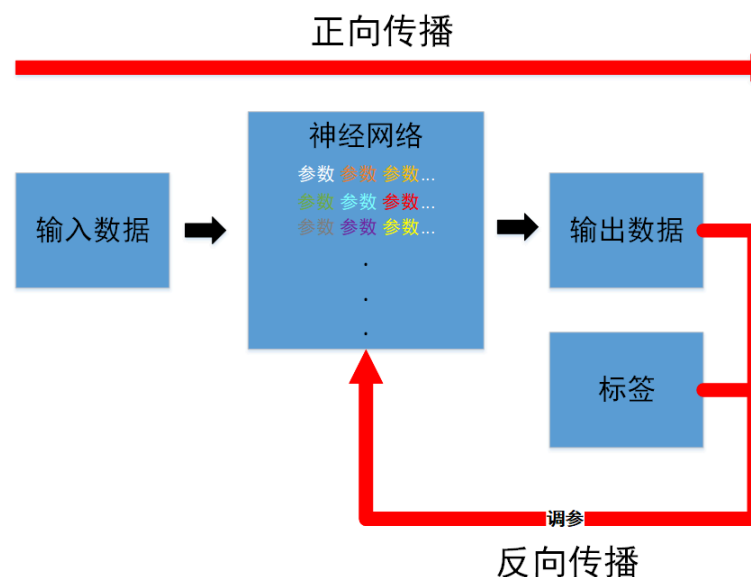 正向传播
神经网络
参数 参数 参数...
参数 参数 参数...
参数 参数 参数...
.
.
.
输入数据
输出数据
标签
调参
反向传播